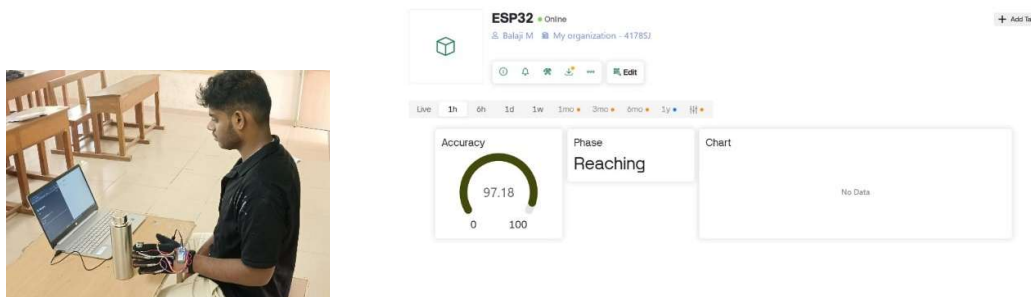 ESP32 Online
Balaji M My organization - 4178SJ
Edit
Add Ta
Live 1h 6h 1d 1w 1mo 3mo 6mo 1y
Accuracy
97.18
0 100
Phase
Reaching
Chart
No Data